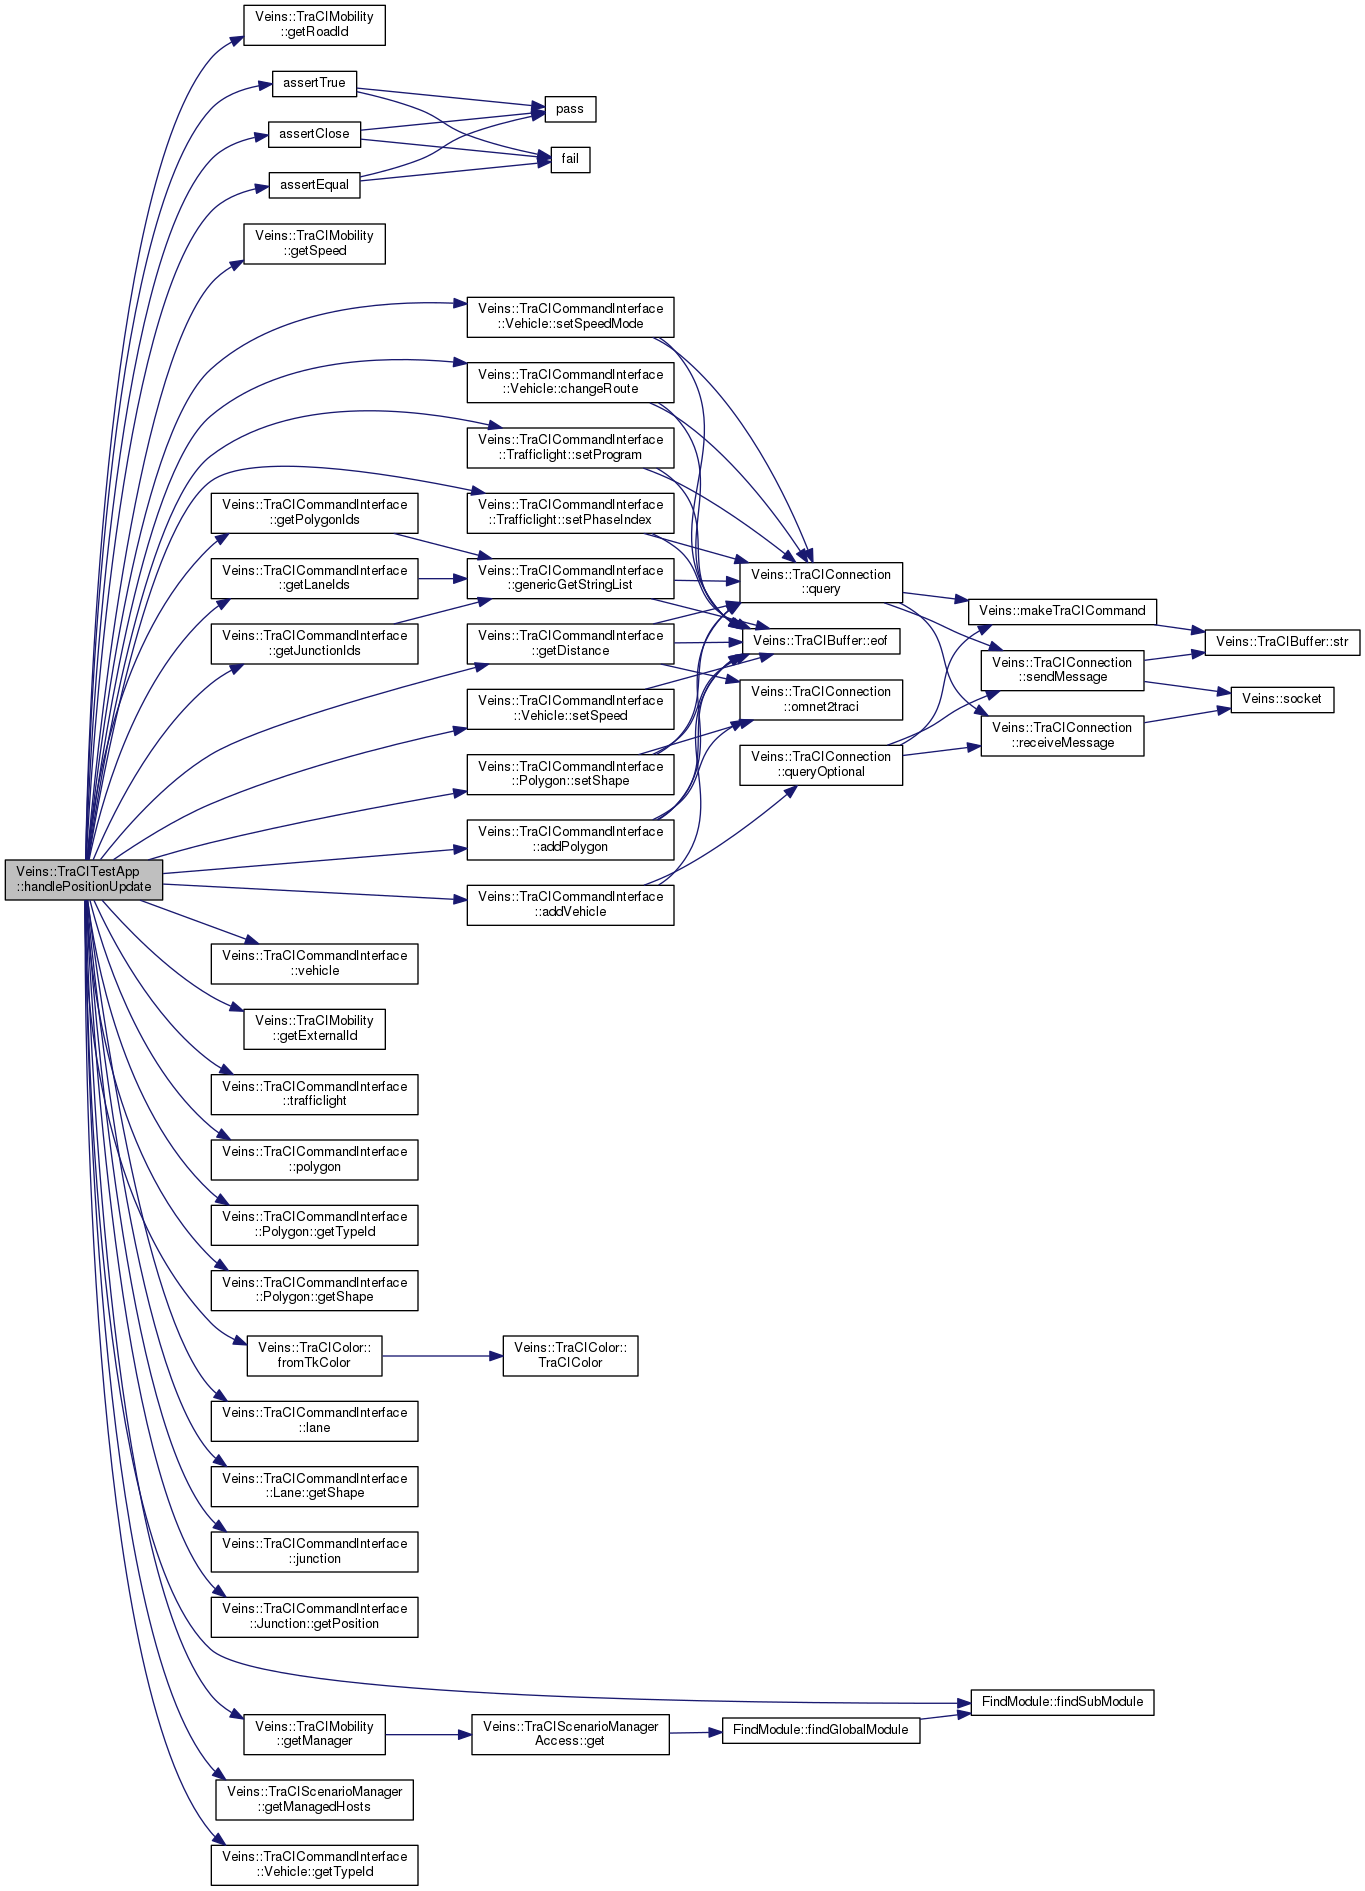 Veins::TraCIMobility
::getRoadId
assertTrue
pass
assertClose
fail
assertEqual
Veins::TraCIMobility
::getSpeed
Veins::TraCICommandInterface
::Vehicle::setSpeedMode
Veins::TraCICommandInterface
::Vehicle::changeRoute
Veins::TraCICommandInterface
::Trafficlight::setProgram
Veins::TraCICommandInterface
::getPolygonIds
Veins::TraCICommandInterface
::Trafficlight::setPhaseIndex
Veins::TraCICommandInterface
::getLaneIds
Veins::TraCICommandInterface
::genericGetStringList
Veins::TraCIConnection
::query
Veins::makeTraCICommand
Veins::TraCICommandInterface
::getJunctionIds
Veins::TraCICommandInterface
::getDistance
Veins::TraCIBuffer::eof
Veins::TraCIBuffer::str
Veins::TraCIConnection
::sendMessage
Veins::TraCICommandInterface
::Vehicle::setSpeed
Veins::TraCIConnection
::omnet2traci
Veins::socket
Veins::TraCIConnection
::receiveMessage
Veins::TraCICommandInterface
::Polygon::setShape
Veins::TraCIConnection
::queryOptional
Veins::TraCICommandInterface
::addPolygon
Veins::TraCITestApp
::handlePositionUpdate
Veins::TraCICommandInterface
::addVehicle
Veins::TraCICommandInterface
::vehicle
Veins::TraCIMobility
::getExternalId
Veins::TraCICommandInterface
::trafficlight
Veins::TraCICommandInterface
::polygon
Veins::TraCICommandInterface
::Polygon::getTypeId
Veins::TraCICommandInterface
::Polygon::getShape
Veins::TraCIColor::
fromTkColor
Veins::TraCIColor::
TraCIColor
Veins::TraCICommandInterface
::lane
Veins::TraCICommandInterface
::Lane::getShape
Veins::TraCICommandInterface
::junction
Veins::TraCICommandInterface
::Junction::getPosition
FindModule::findSubModule
Veins::TraCIMobility
::getManager
Veins::TraCIScenarioManager
Access::get
FindModule::findGlobalModule
Veins::TraCIScenarioManager
::getManagedHosts
Veins::TraCICommandInterface
::Vehicle::getTypeId